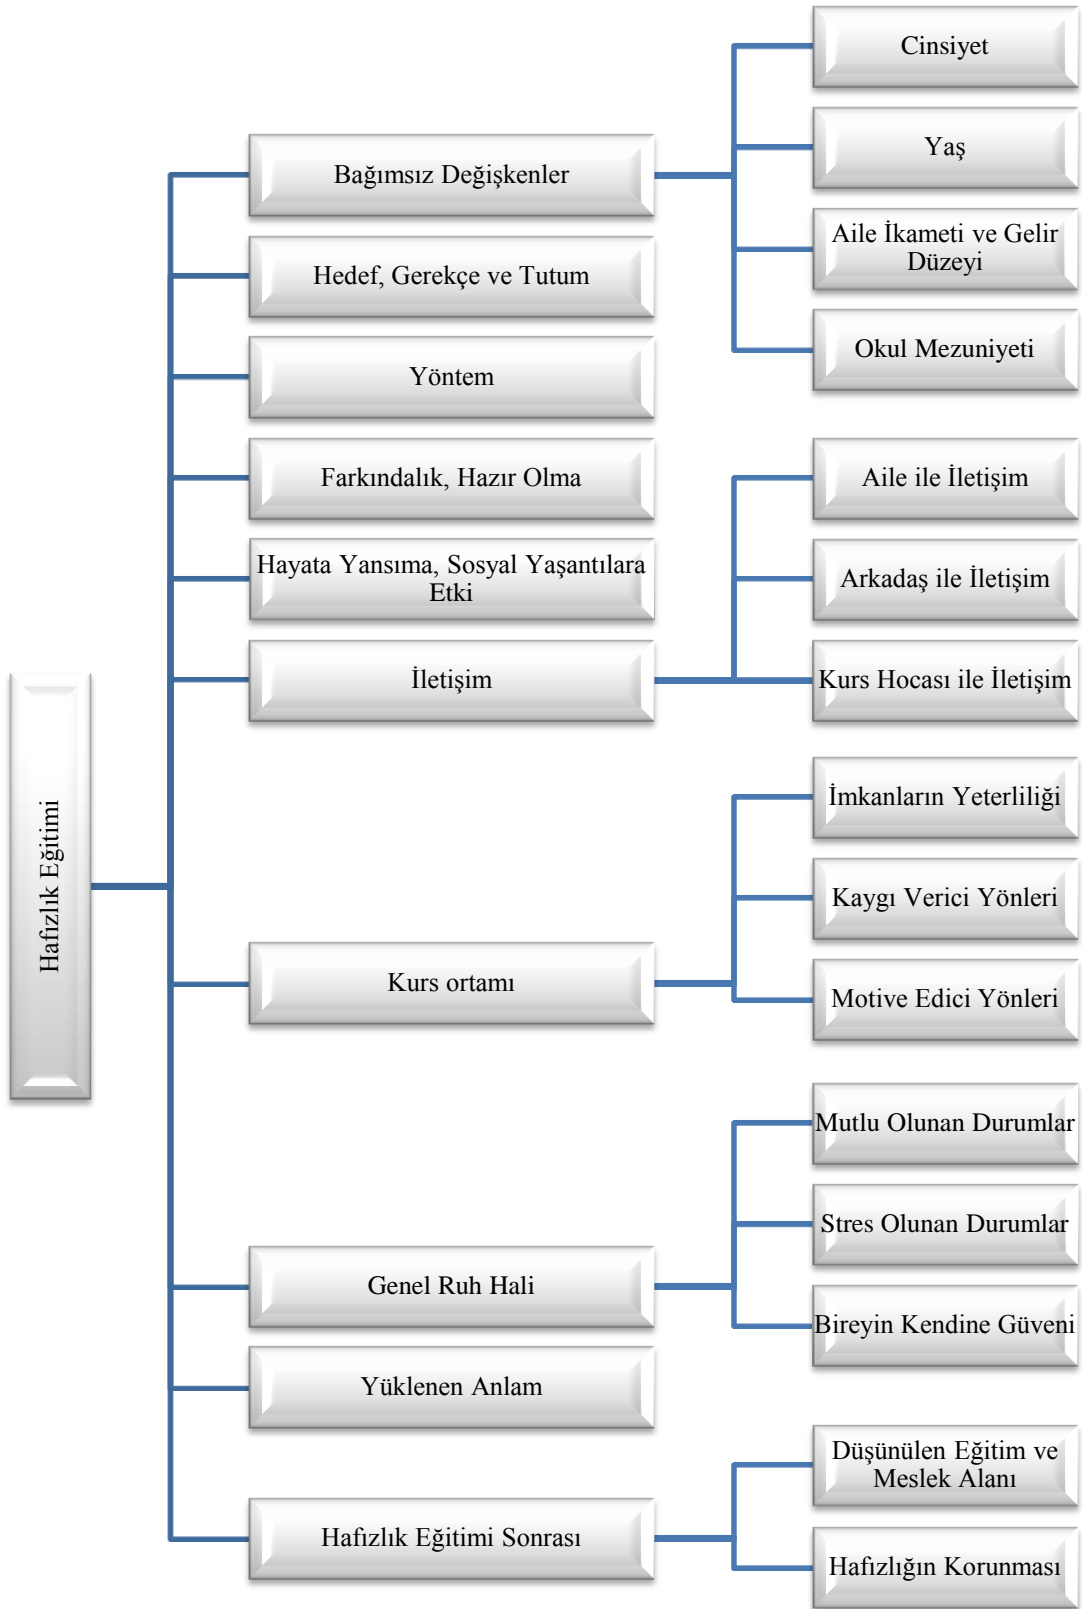 Hafızlık Eğitimi
Bağımsız Değişkenler
Cinsiyet
Yaş
Aile İkameti ve Gelir
Düzeyi
Okul Mezuniyeti
Hedef, Gerekçe ve Tutum
Yöntem
Farkındalık, Hazır Olma
Hayata Yansıma, Sosyal Yaşantılara
Etki
İletişim
Aile ile İletişim
Arkadaş ile İletişim
Kurs Hocası ile İletişim
Kurs ortamı
İmkanların Yeterliliği
Kaygı Verici Yönleri
Motive Edici Yönleri
Genel Ruh Hali
Mutlu Olunan Durumlar
Stres Olunan Durumlar
Bireyin Kendine Güveni
Yüklenen Anlam
Hafızlık Eğitimi Sonrası
Düşünülen Eğitim ve
Meslek Alanı
Hafızlığın Korunması